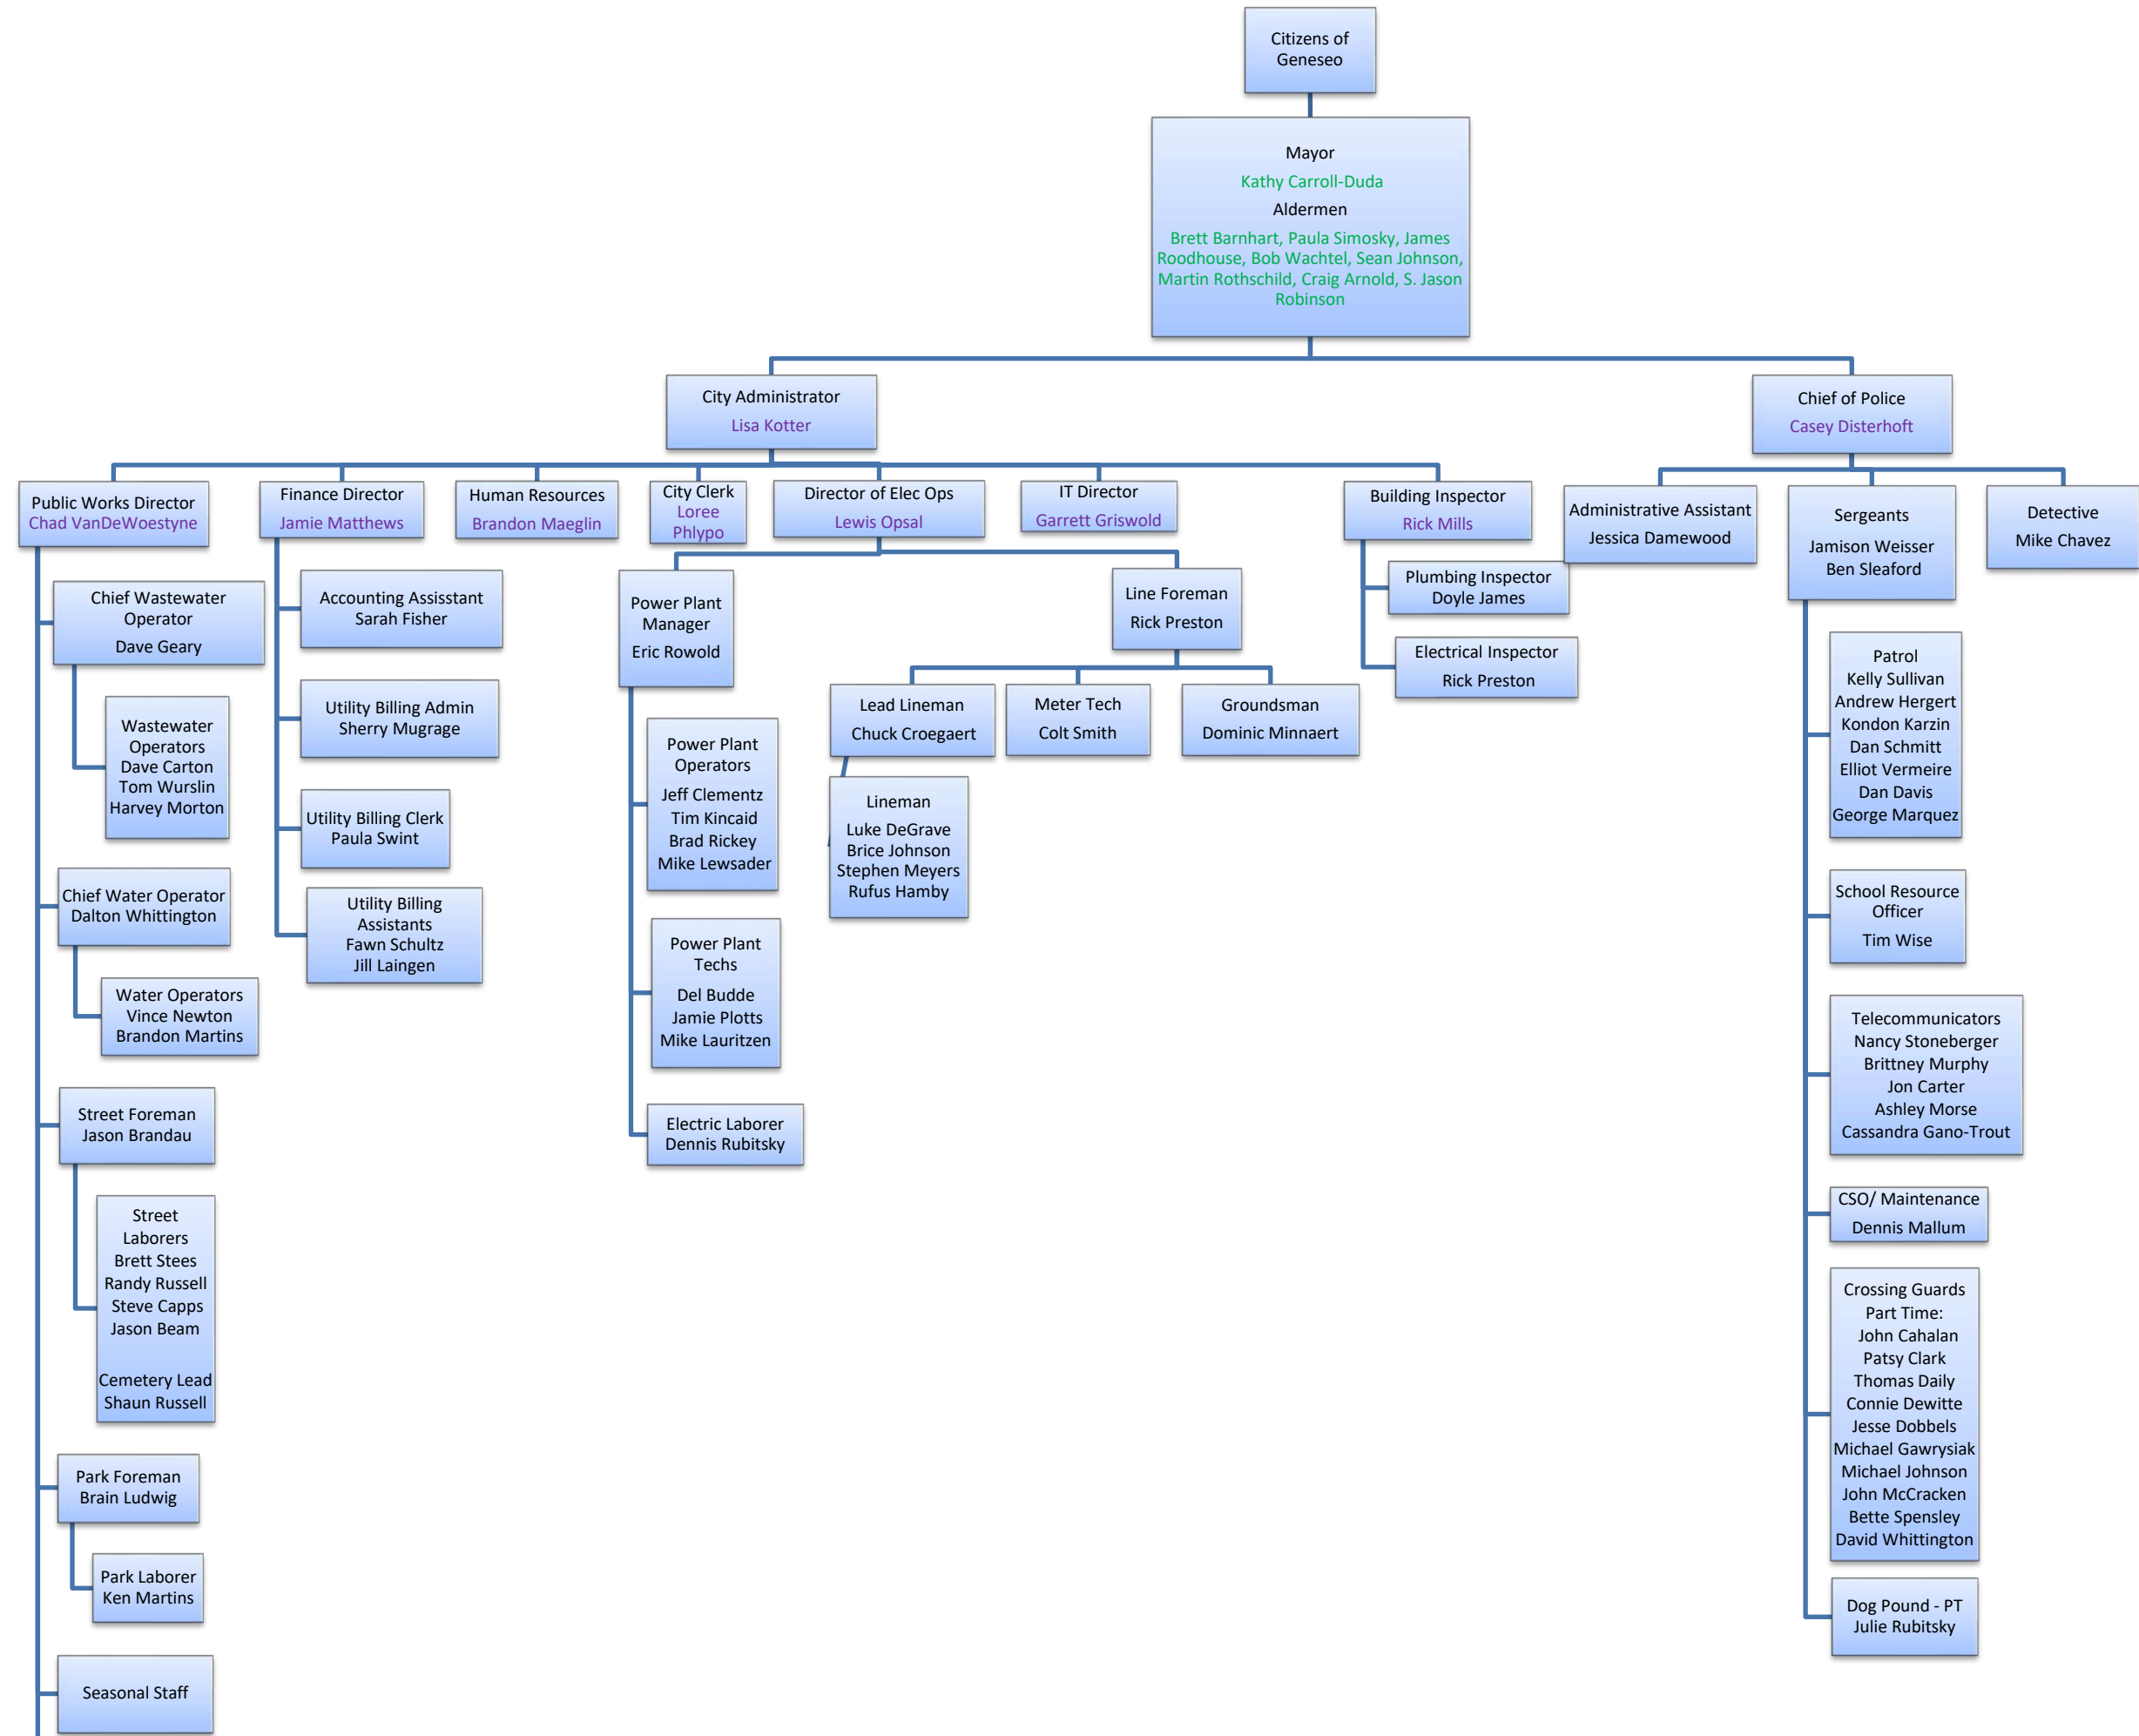 Citizens of
Geneseo
Mayor
Kathy Carroll-Duda
Aldermen
Brett Barnhart, Paula Simosky, James
Roodhouse, Bob Wachtel, Sean Johnson,
Martin Rothschild, Craig Arnold, S. Jason
Robinson
City Administrator
Lisa Kotter
Chief of Police
Casey Disterhoft
Public Works Director
Chad VanDeWoestyne
Finance Director
Jamie Matthews
Human Resources
Brandon Maeglin
City Clerk
Loree
Phlypo
Director of Elec Ops
Lewis Opsal
IT Director
Garrett Griswold
Building Inspector
Rick Mills
Administrative Assistant
Jessica Damewood
Sergeants
Jamison Weisser
Ben Sleaford
Detective
Mike Chavez
Chief Wastewater
Operator
Dave Geary
Wastewater
Operators
Dave Carton
Tom Wurslin
Harvey Morton
Chief Water Operator
Dalton Whittington
Water Operators
Vince Newton
Brandon Martins
Street Foreman
Jason Brandau
Street
Laborers
Brett Stees
Randy Russell
Steve Capps
Jason Beam
Cemetery Lead
Shaun Russell
Park Foreman
Brain Ludwig
Park Laborer
Ken Martins
Seasonal Staff
Accounting Assisstant
Sarah Fisher
Utility Billing Admin
Sherry Mugrage
Utility Billing Clerk
Paula Swint
Utility Billing
Assistants
Fawn Schultz
Jill Laingen
Power Plant
Manager
Eric Rowold
Power Plant
Operators
Jeff Clementz
Tim Kincaid
Brad Rickey
Mike Lewsader
Power Plant
Techs
Del Budde
Jamie Plotts
Mike Lauritzen
Electric Laborer
Dennis Rubitsky
Line Foreman
Rick Preston
Lead Lineman
Chuck Croegaert
Meter Tech
Colt Smith
Groundsman
Dominic Minnaert
Lineman
Luke DeGrave
Brice Johnson
Stephen Meyers
Rufus Hamby
Plumbing Inspector
Doyle James
Electrical Inspector
Rick Preston
Patrol
Kelly Sullivan
Andrew Hergert
Kondon Karzin
Dan Schmitt
Elliot Vermeire
Dan Davis
George Marquez
School Resource
Officer
Tim Wise
Telecommunicators
Nancy Stoneberger
Brittney Murphy
Jon Carter
Ashley Morse
Cassandra Gano-Trout
CSO/ Maintenance
Dennis Mallum
Crossing Guards
Part Time:
John Cahalan
Patsy Clark
Thomas Daily
Connie Dewitte
Jesse Dobbels
Michael Gawrysiak
Michael Johnson
John McCracken
Bette Spensley
David Whittington
Dog Pound - PT
Julie Rubitsky